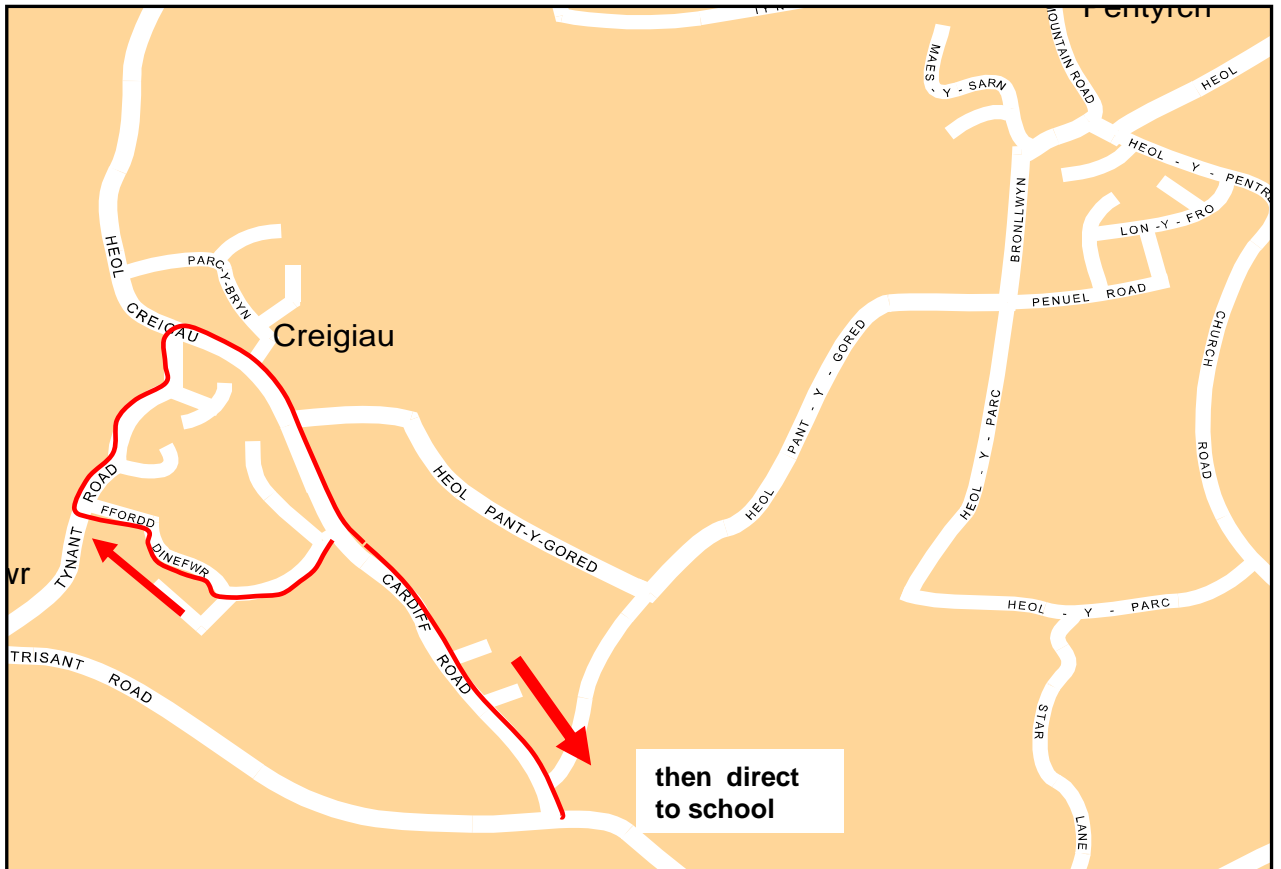 Pentyrch
MOUNTAIN ROAD
MAES - Y - SARN
HEOL
HEOL - Y - PENTRE
BRONLLWYN
LON - Y - FRO
PENUEL ROAD
HEOL
PARC-Y-BRYN
CREIGAU
Creigiau
CHURCH
ROAD
HEOL PANT - Y - GORED
HEOL - Y - PARC
HEOL PANT-Y-GORED
ROAD
TYNANT
FFORDD
DINEFWR
wr
CARDIFF
ROAD
HEOL - Y - PARC
TRISANT ROAD
STAR
LANE
then direct
to school